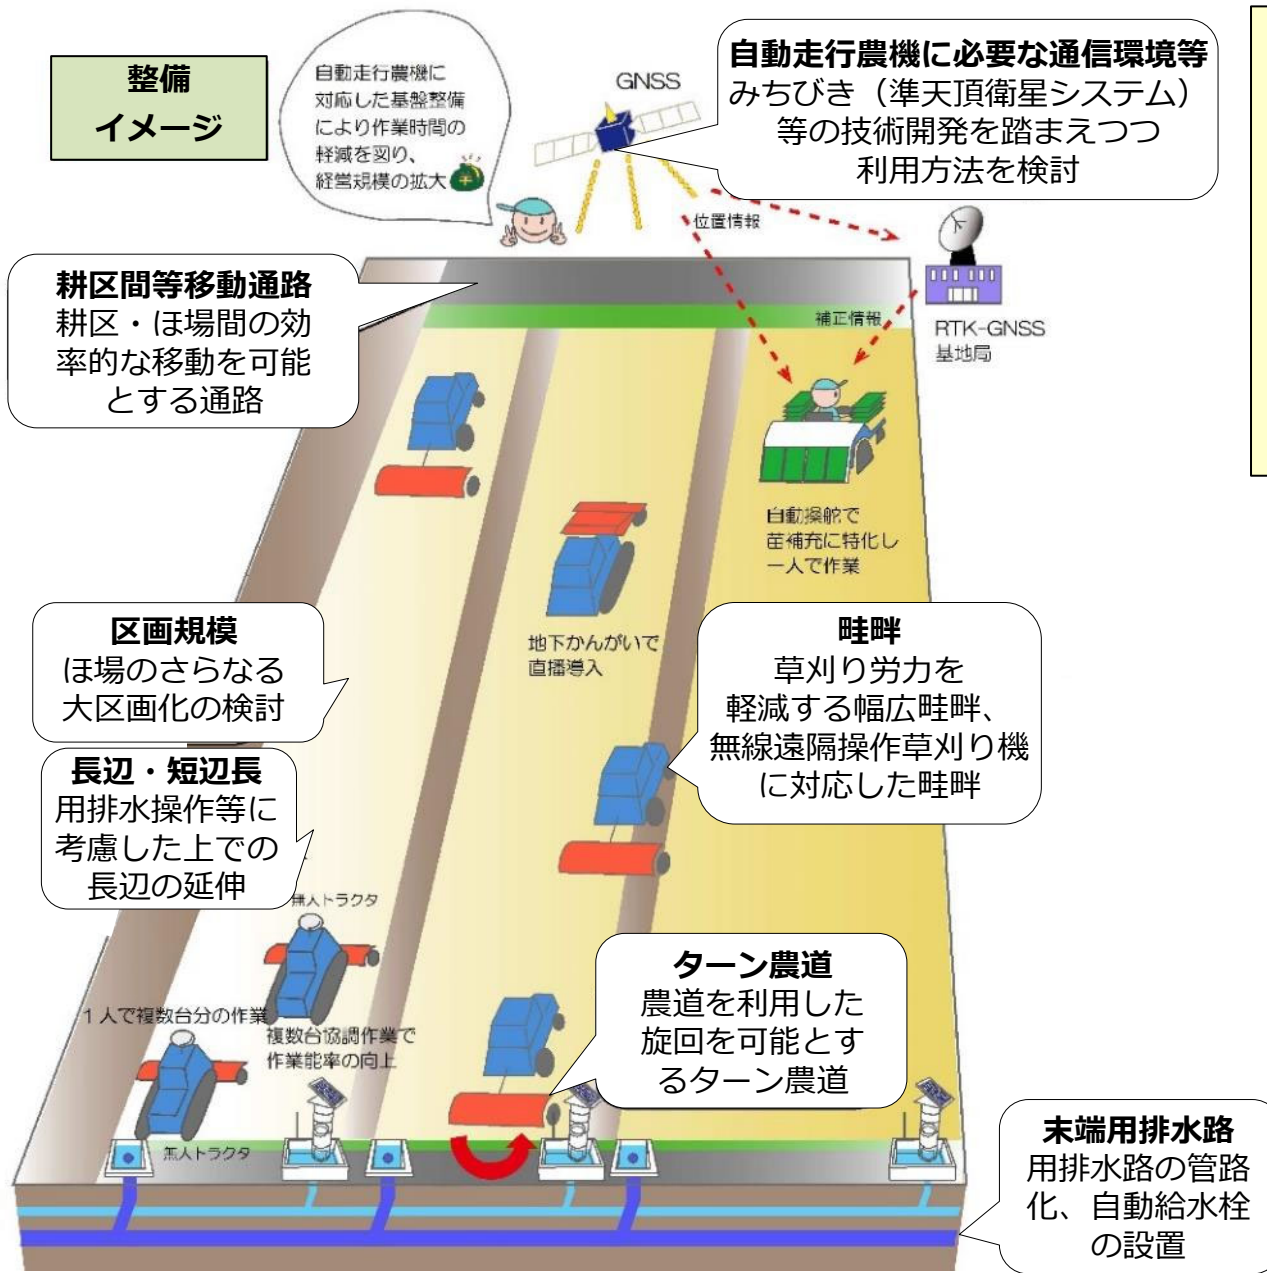 整備
イメージ
自動走行農機に
対応した基盤整備
により作業時間の
軽減を図り、
経営規模の拡大
GNSS
自動走行農機に必要な通信環境等
みちびき（準天頂衛星システム）
等の技術開発を踏まえつつ
利用方法を検討
位置情報
耕区間等移動通路
耕区・ほ場間の効
率的な移動を可能
とする通路
補正情報
RTK-GNSS
基地局
自動操舵で
苗補充に特化し
一人で作業
区画規模
ほ場のさらなる
大区画化の検討
地下かんがいで
直播導入
畦畔
草刈り労力を
軽減する幅広畦畔、
無線遠隔操作草刈り機
に対応した畦畔
長辺・短辺長
用排水操作等に
考慮した上での
長辺の延伸
無人トラクタ
ターン農道
農道を利用した
旋回を可能とす
るターン農道
１人で複数台分の作業
複数台協調作業で
作業能率の向上
無人トラクタ
末端用排水路
用排水路の管路
化、自動給水栓
の設置